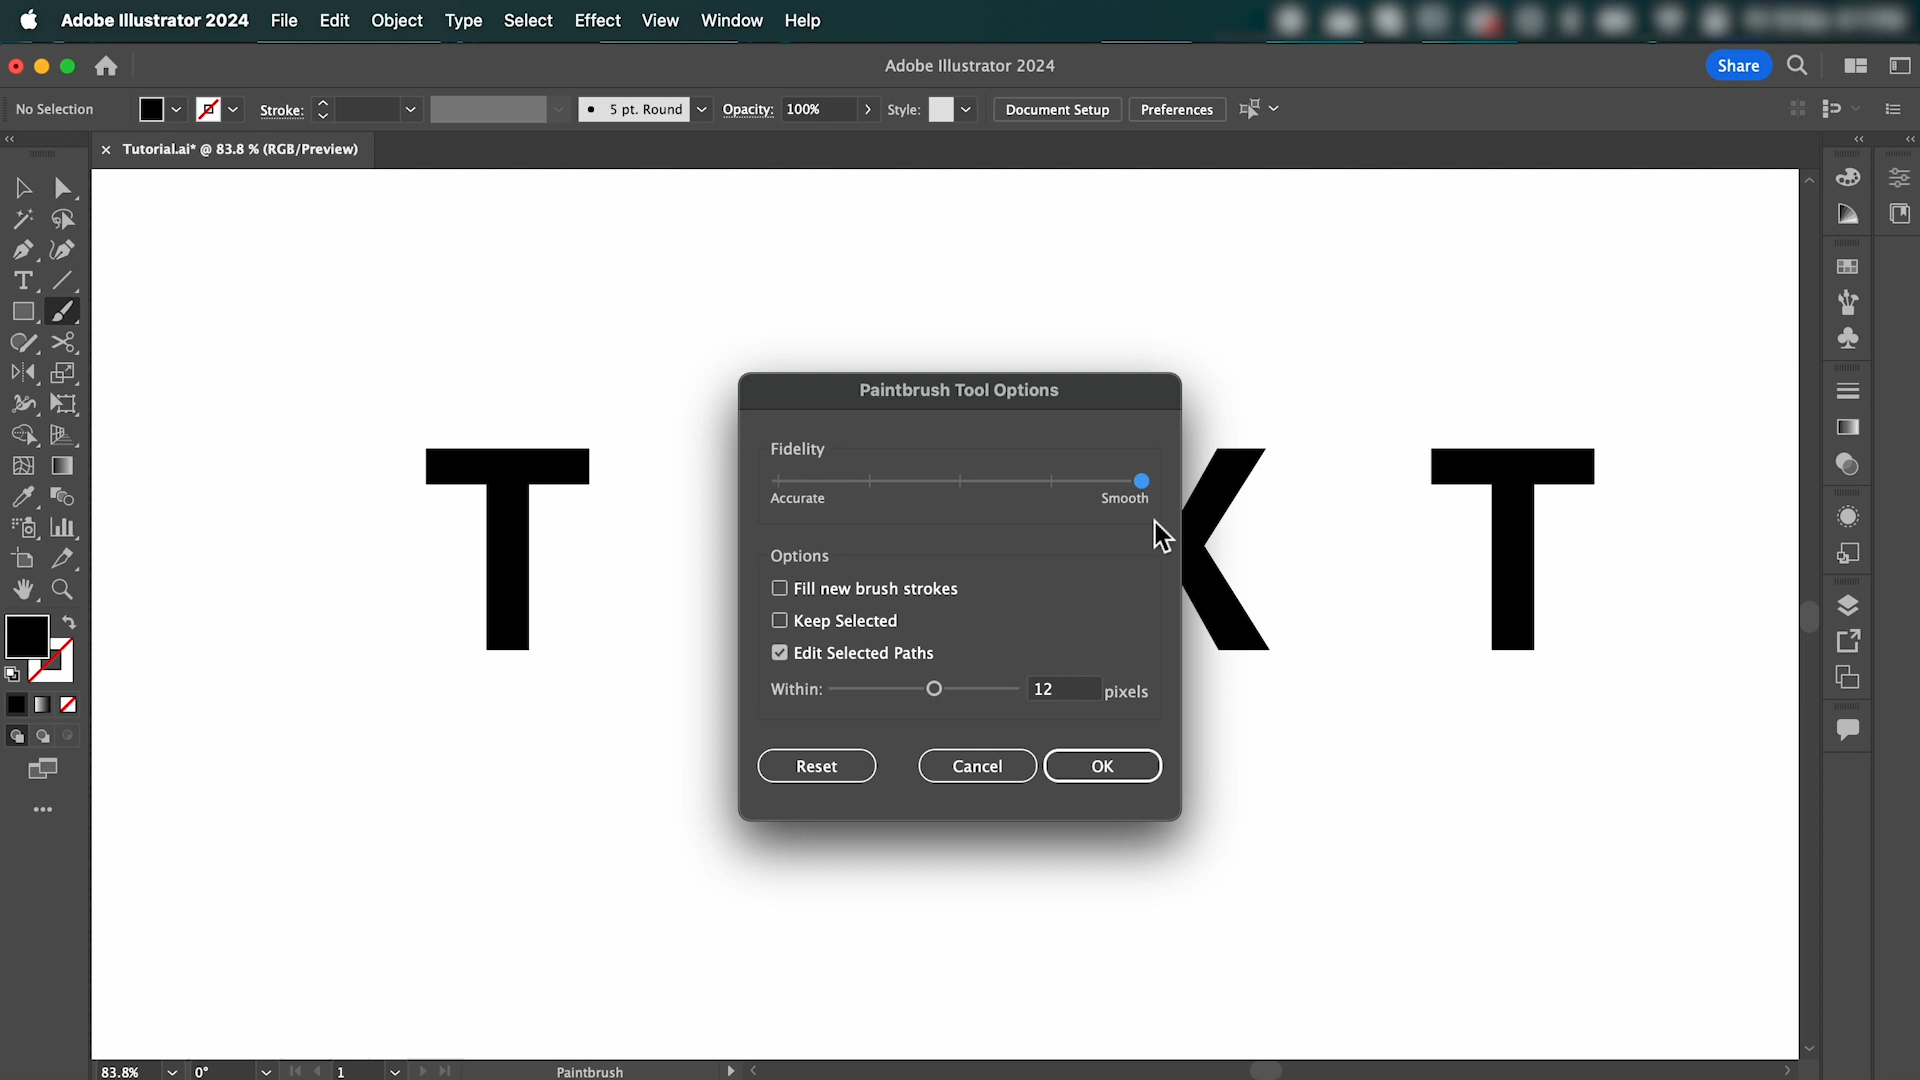 Adobe Illustrator 2024 File Edit Object Type Select Effect View Window Help
Adobe Illustrator 2024
Share
No Selection Stroke: 5 pt. Round Opacity: 100% Style: Document Setup Preferences
Tutorial.ai* @ 83.8 % (RGB/Preview)
Paintbrush Tool Options
Fidelity
Accurate Smooth
T X T
Options
Fill new brush strokes
Keep Selected
Edit Selected Paths
Within: 12 pixels
Reset Cancel OK
83.8% 0° 1 Paintbrush